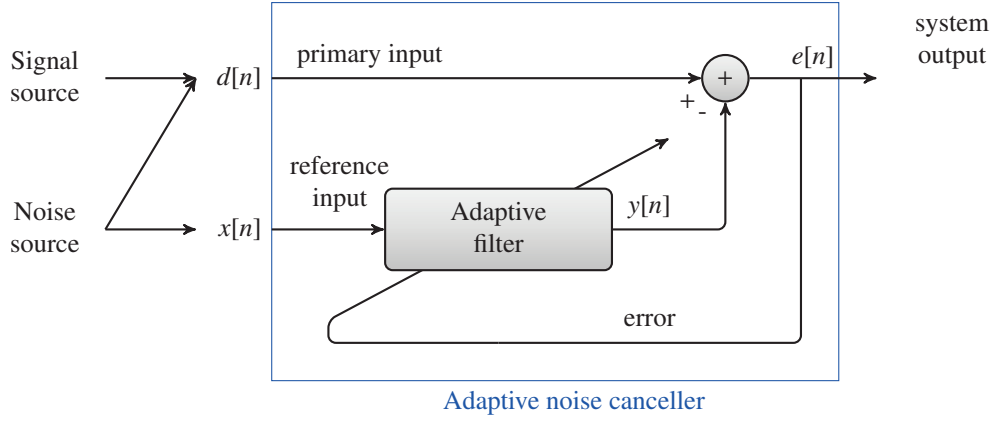 system
output
Signal
source
d[n]
primary input
+
e[n]
+
-
reference
input
Noise
source
x[n]
Adaptive
filter
y[n]
error
Adaptive noise canceller